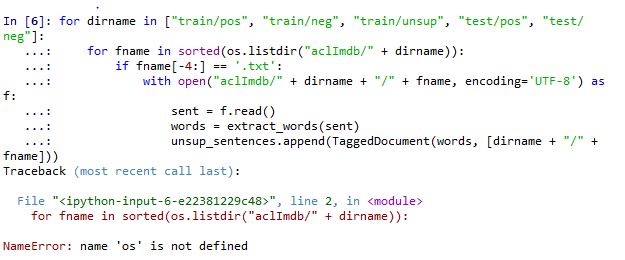 In [6]: for dirname in ["train/pos", "train/neg", "train/unsup", "test/pos", "test/
neg"]:
   ...:     for fname in sorted(os.listdir("aclImdb/" + dirname)):
   ...:         if fname[-4:] == '.txt':
   ...:             with open("aclImdb/" + dirname + "/" + fname, encoding='UTF-8') as
f:
   ...:                 sent = f.read()
   ...:                 words = extract_words(sent)
   ...:                 unsup_sentences.append(TaggedDocument(words, [dirname + "/" +
fname]))
Traceback (most recent call last):

  File "<ipython-input-6-e22381229c48>", line 2, in <module>
    for fname in sorted(os.listdir("aclImdb/" + dirname)):

NameError: name 'os' is not defined